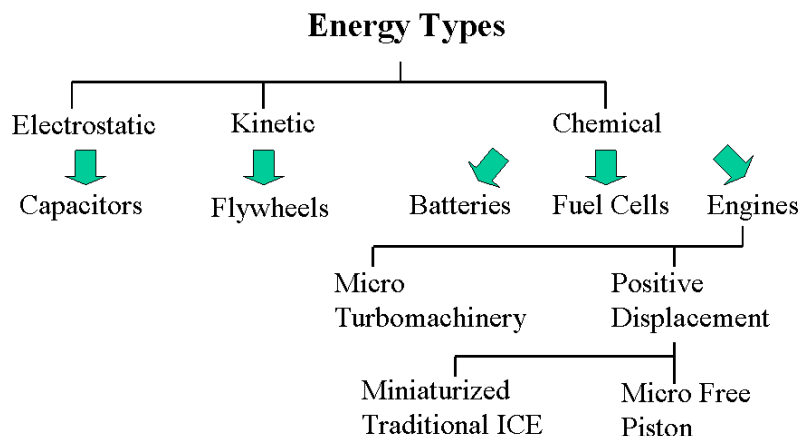 Energy Types
Electrostatic
Kinetic
Chemical
Capacitors
Flywheels
Batteries
Fuel Cells
Engines
Micro
Turbomachinery
Positive
Displacement
Miniaturized
Traditional ICE
Micro Free
Piston